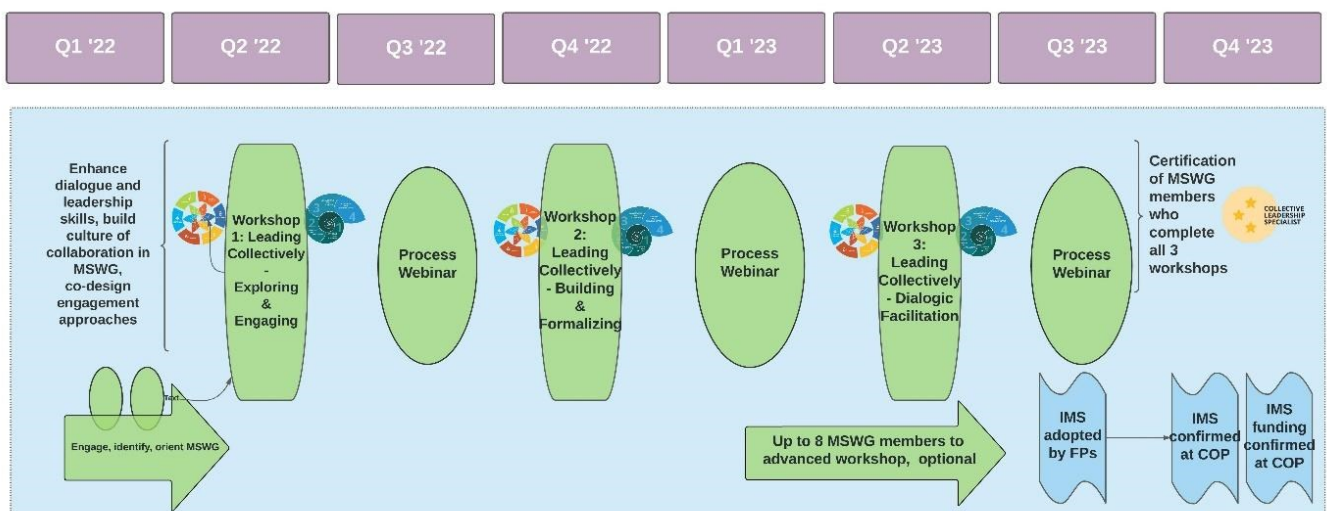 Q1 '22
Q2 '22
Q3 '22
Q4 '22
Q1 '23
Q2 '23
Q3 '23
Q4 '23
Enhance
dialogue and
leadership
skills, build
culture of
collaboration in
MSWG,
co-design
engagement
approaches
Workshop
1: Leading
Collectively
-
Exploring
&
Engaging
Process
Webinar
Workshop
2:
Leading
Collectively
- Building
&
Formalizing
Process
Webinar
Workshop
3:
Leading
Collectively
- Dialogic
Facilitation
Process
Webinar
Certification
of MSWG
members
who
complete
all 3
workshops
COLLECTIVE
LEADERSHIP
SPECIALIST
Text
Engage, identify, orient MSWG
Up to 8 MSWG members to
advanced workshop, optional
IMS
adopted
by FPs
IMS
confirmed
at COP
IMS
funding
confirmed
at COP